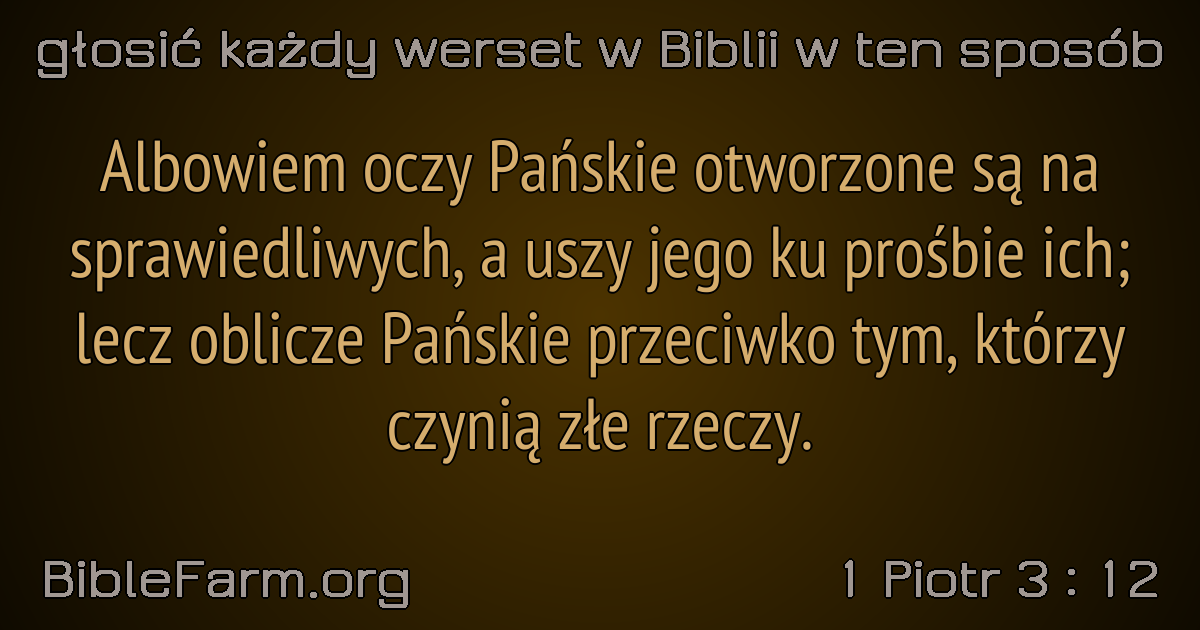 głosić każdy werset w Biblii w ten sposób
Albowiem oczy Pańskie otworzone są na
sprawiedliwych, a uszy jego ku prośbie ich;
lecz oblicze Pańskie przeciwko tym, którzy
czynią złe rzeczy.
BibleFarm.org
1 Piotr 3 : 12